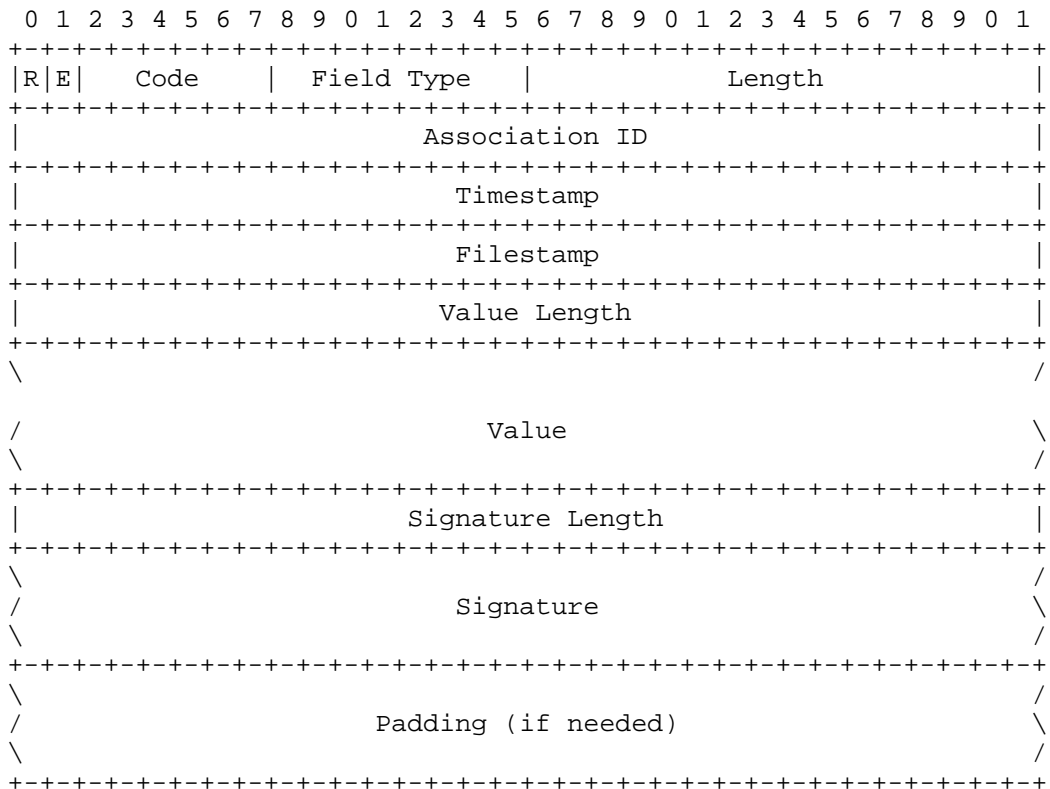 0 1 2 3 4 5 6 7 8 9 0 1 2 3 4 5 6 7 8 9 0 1 2 3 4 5 6 7 8 9 0 1
+-+-+-+-+-+-+-+-+-+-+-+-+-+-+-+-+-+-+-+-+-+-+-+-+-+-+-+-+-+-+-+-+
|R|E|   Code    |  Field Type   |            Length             |
+-+-+-+-+-+-+-+-+-+-+-+-+-+-+-+-+-+-+-+-+-+-+-+-+-+-+-+-+-+-+-+-+
|                         Association ID                        |
+-+-+-+-+-+-+-+-+-+-+-+-+-+-+-+-+-+-+-+-+-+-+-+-+-+-+-+-+-+-+-+-+
|                           Timestamp                           |
+-+-+-+-+-+-+-+-+-+-+-+-+-+-+-+-+-+-+-+-+-+-+-+-+-+-+-+-+-+-+-+-+
|                           Filestamp                           |
+-+-+-+-+-+-+-+-+-+-+-+-+-+-+-+-+-+-+-+-+-+-+-+-+-+-+-+-+-+-+-+-+
|                          Value Length                         |
+-+-+-+-+-+-+-+-+-+-+-+-+-+-+-+-+-+-+-+-+-+-+-+-+-+-+-+-+-+-+-+-+
\                                                               /
/                             Value                             \
\                                                               /
+-+-+-+-+-+-+-+-+-+-+-+-+-+-+-+-+-+-+-+-+-+-+-+-+-+-+-+-+-+-+-+-+
|                        Signature Length                       |
+-+-+-+-+-+-+-+-+-+-+-+-+-+-+-+-+-+-+-+-+-+-+-+-+-+-+-+-+-+-+-+-+
\                                                               /
/                           Signature                           \
\                                                               /
+-+-+-+-+-+-+-+-+-+-+-+-+-+-+-+-+-+-+-+-+-+-+-+-+-+-+-+-+-+-+-+-+
\                                                               /
/                      Padding (if needed)                      \
\                                                               /
+-+-+-+-+-+-+-+-+-+-+-+-+-+-+-+-+-+-+-+-+-+-+-+-+-+-+-+-+-+-+-+-+